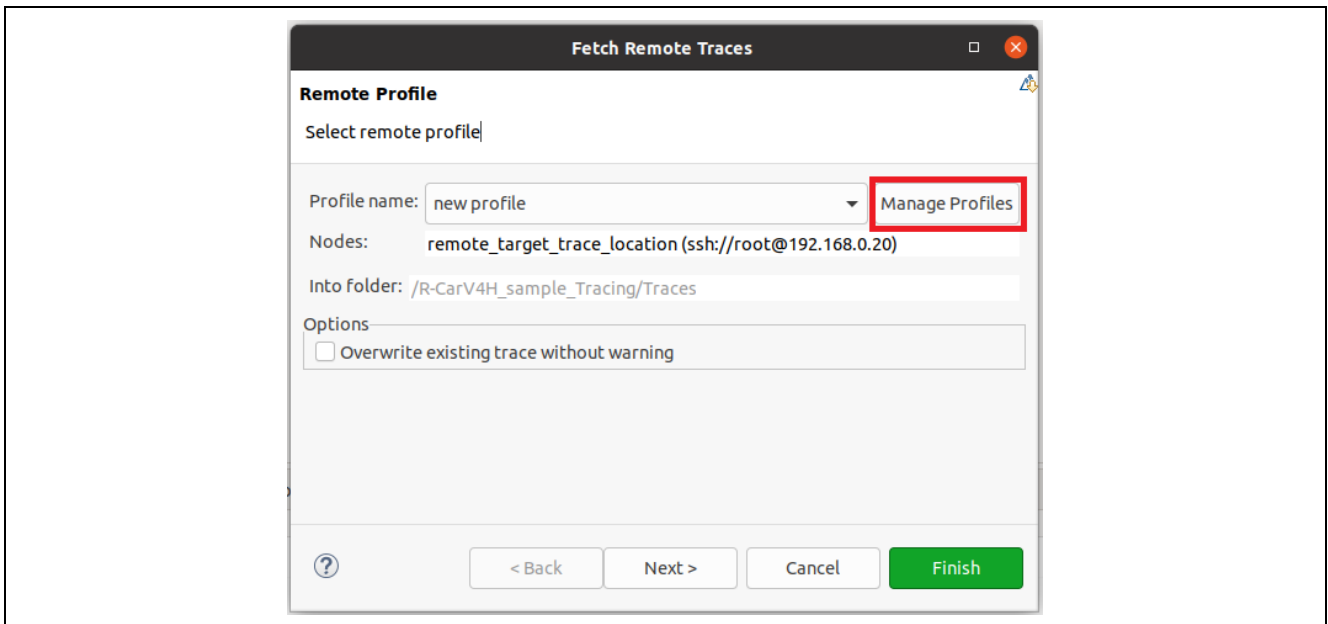 Fetch Remote Traces
Remote Profile
Select remote profile
Profile name: new profile Manage Profiles
Nodes: remote_target_trace_location (ssh://root@192.168.0.20)
Into folder: /R-CarV4H_sample_Tracing/Traces
Options
Overwrite existing trace without warning
< Back Next > Cancel Finish